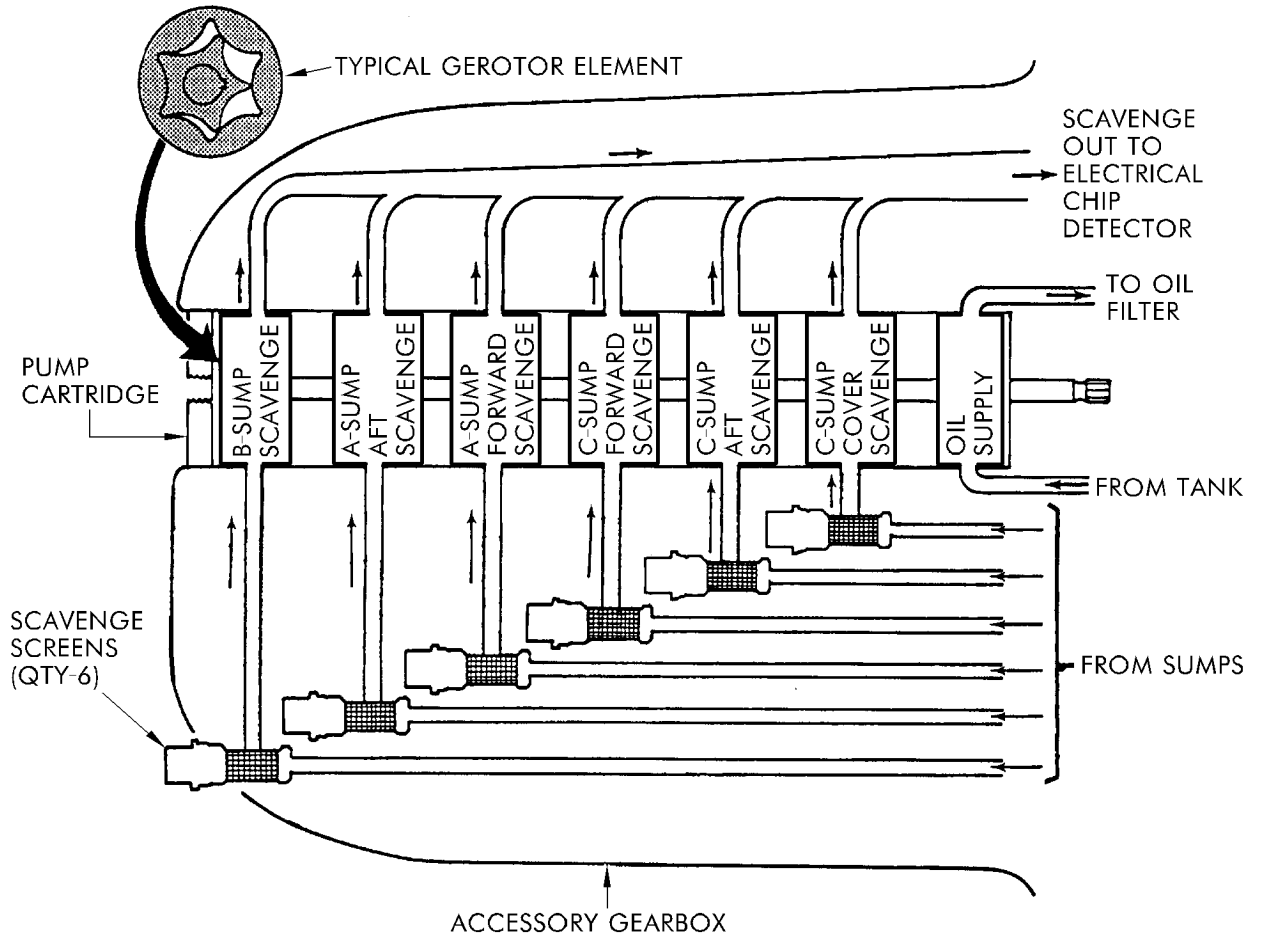 TYPICAL GEROTOR ELEMENT
SCAVENGE
OUT TO
ELECTRICAL
CHIP
DETECTOR
TO OIL
FILTER
PUMP
CARTRIDGE
B-SUMP
SCAVENGE
A-SUMP
AFT
SCAVENGE
A-SUMP
FORWARD
SCAVENGE
C-SUMP
FORWARD
SCAVENGE
C-SUMP
AFT
SCAVENGE
C-SUMP
COVER
SCAVENGE
OIL
SUPPLY
FROM TANK
SCAVENGE
SCREENS
(QTY-6)
FROM SUMPS
ACCESSORY GEARBOX